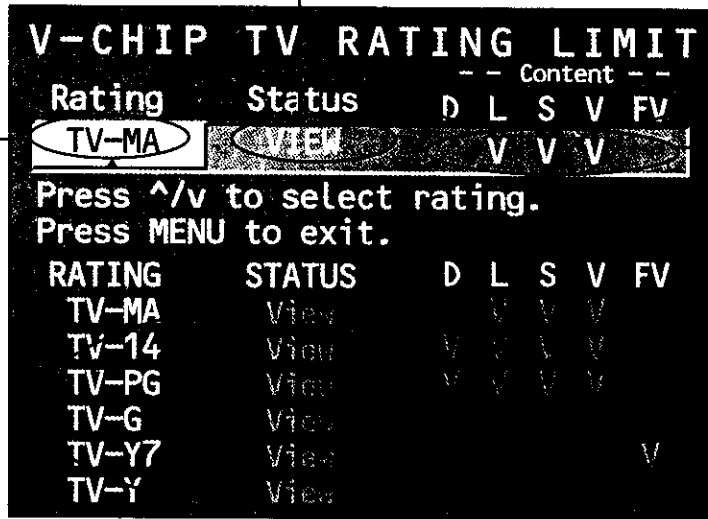 V-CHIP TV RATING LIMIT
-- Content --
Rating Status D L S V FV
TV-MA VIEW V V V
Press ^/v to select rating.
Press MENU to exit.
RATING STATUS D L S V FV
TV-MA View V V V
TV-14 View V V V V
TV-PG View V V V V
TV-G View
TV-Y7 View V
TV-Y View